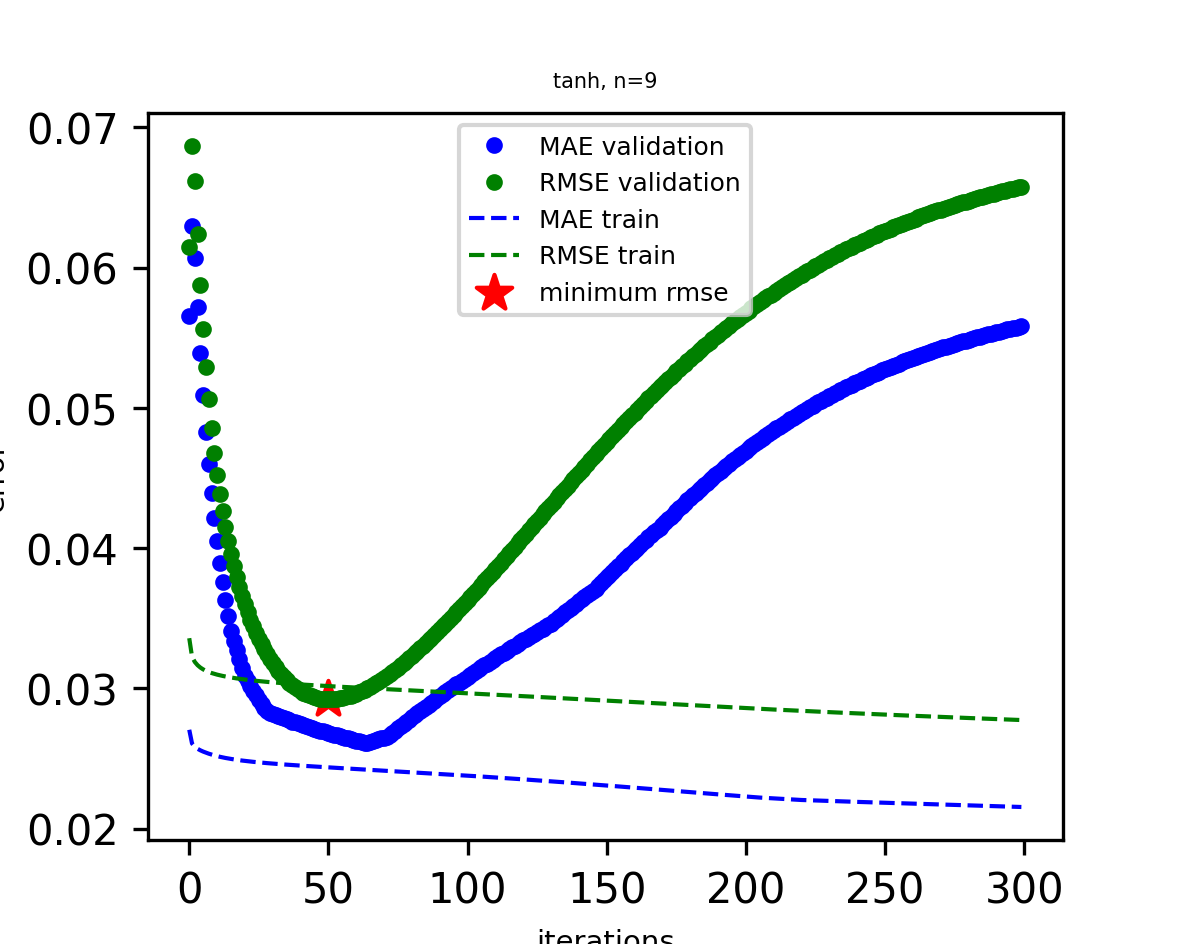 tanh, n=9
0.07
0.06
0.05
0.04
0.03
0.02
MAE validation
RMSE validation
MAE train
RMSE train
minimum rmse
0 50 100 150 200 250 300
iterations